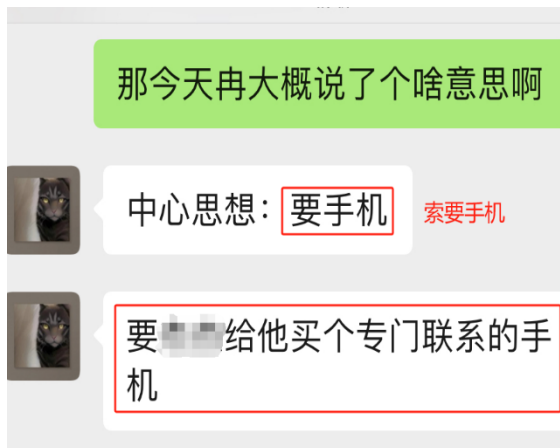 那今天冉大概说了个啥意思啊
中心思想：要手机
索要手机
要给他买个专门联系的手
机